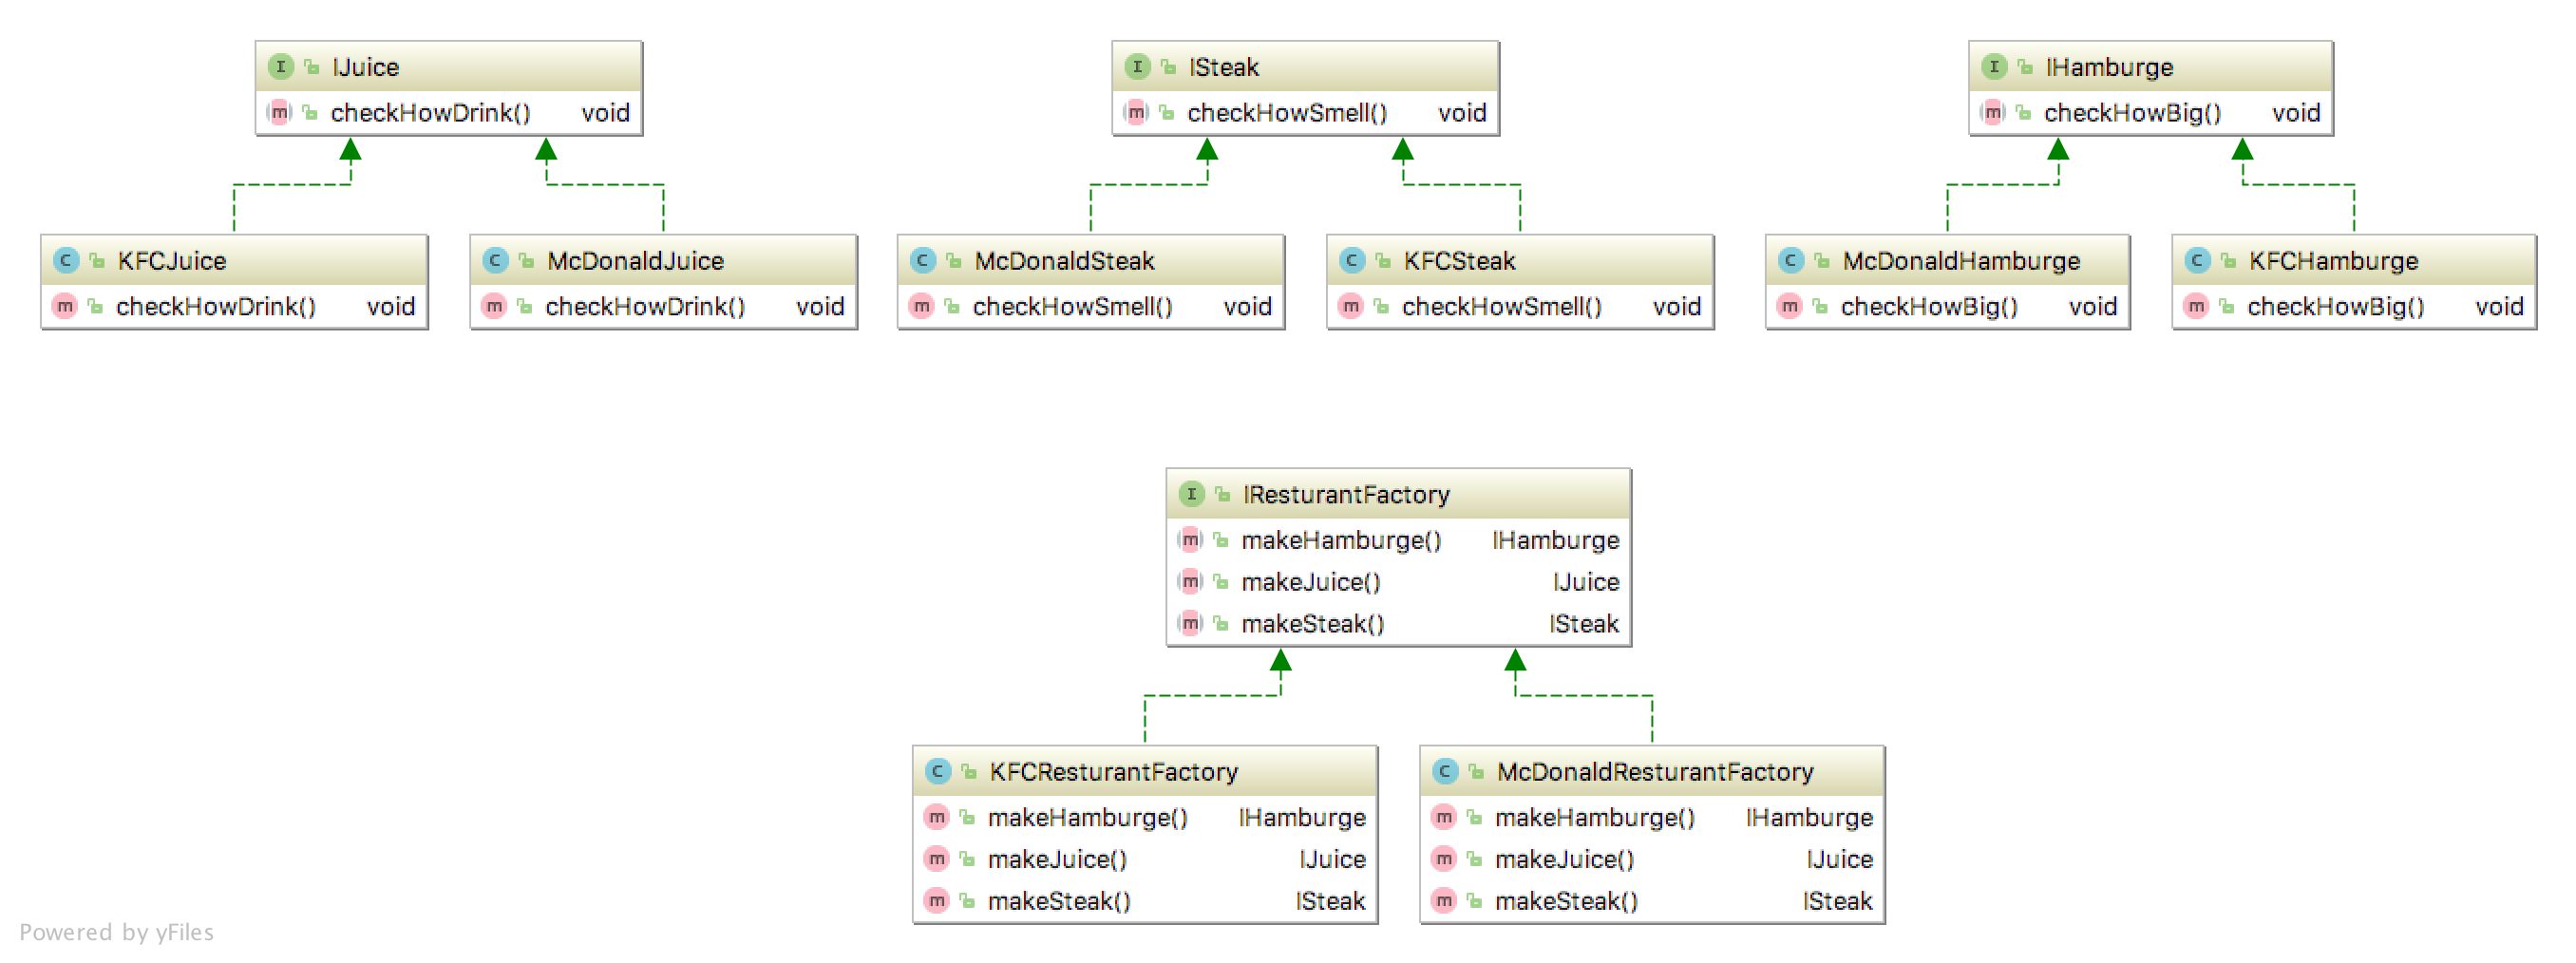 IJuice
checkHowDrink() void
ISteak
checkHowSmell() void
IHamburge
checkHowBig() void
KFCJuice
checkHowDrink() void
McDonaldJuice
checkHowDrink() void
McDonaldSteak
checkHowSmell() void
KFCSteak
checkHowSmell() void
McDonaldHamburge
checkHowBig() void
KFCHamburge
checkHowBig() void
IResturantFactory
makeHamburge() IHamburge
makeJuice() IJuice
makeSteak() ISteak
KFCResturantFactory
makeHamburge() IHamburge
makeJuice() IJuice
makeSteak() ISteak
McDonaldResturantFactory
makeHamburge() IHamburge
makeJuice() IJuice
makeSteak() ISteak
Powered by yFiles